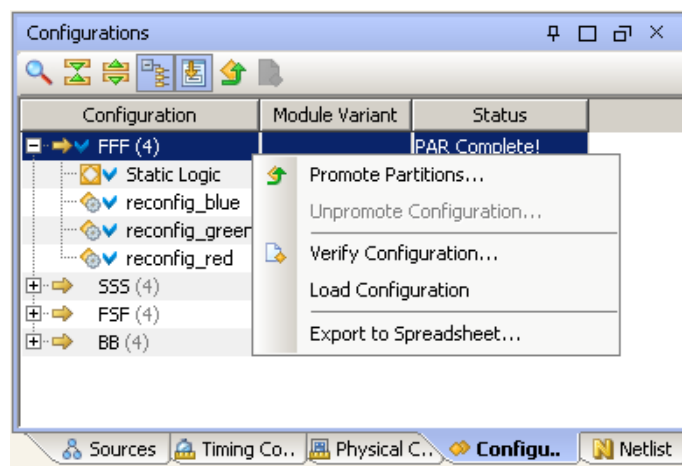 Configurations
Configuration Module Variant Status
FFF (4) PAR Complete!
Static Logic
reconfig_blue
reconfig_green
reconfig_red
SSS (4)
FSF (4)
BB (4)
Promote Partitions...
Unpromote Configuration...
Verify Configuration...
Load Configuration
Export to Spreadsheet...
Sources Timing Co.. Physical C.. Configu.. Netlist